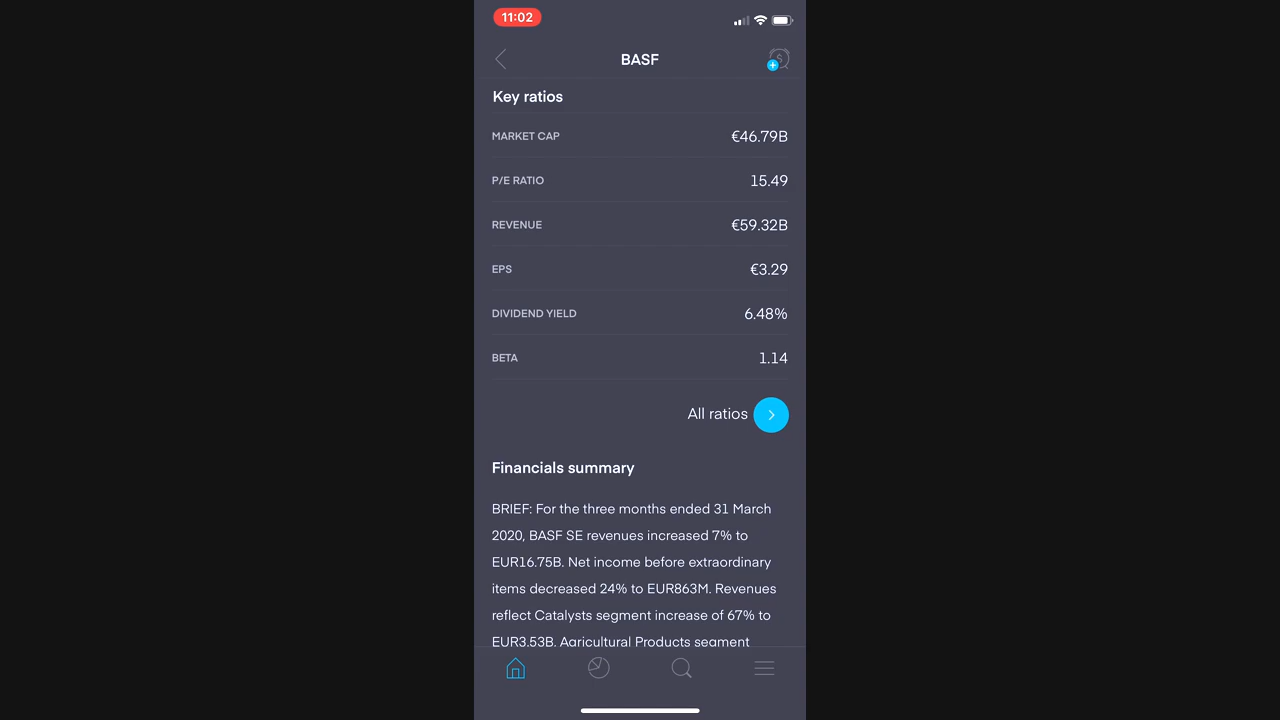 11:02
BASF
Key ratios
MARKET CAP €46.79B
P/E RATIO 15.49
REVENUE €59.32B
EPS €3.29
DIVIDEND YIELD 6.48%
BETA 1.14
All ratios
Financials summary
BRIEF: For the three months ended 31 March
2020, BASF SE revenues increased 7% to
EUR16.75B. Net income before extraordinary
items decreased 24% to EUR863M. Revenues
reflect Catalysts segment increase of 67% to
EUR3.53B. Agricultural Products segment